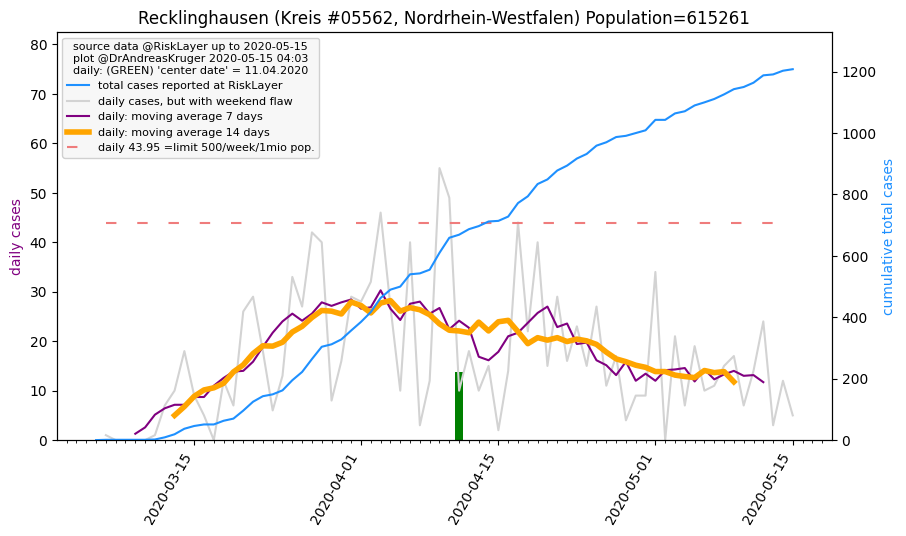 Recklinghausen (Kreis #05562, Nordrhein-Westfalen) Population=615261
source data @RiskLayer up to 2020-05-15
plot @DrAndreasKruger 2020-05-15 04:03
daily: (GREEN) 'center date' = 11.04.2020
total cases reported at RiskLayer
daily cases, but with weekend flaw
daily: moving average 7 days
daily: moving average 14 days
daily 43.95 =limit 500/week/1mio pop.
daily cases
80
70
60
50
40
30
20
10
0
cumulative total cases
1200
1000
800
600
400
200
0
2020-03-15
2020-04-01
2020-04-15
2020-05-01
2020-05-15